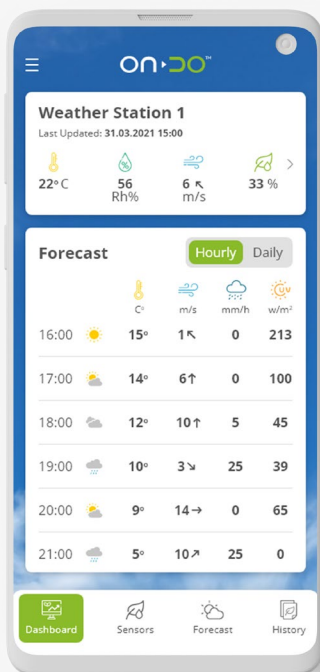 ON▸DO™
Weather Station 1
Last Updated: 31.03.2021 15:00
22°C 56 6↖ 33 %
Rh% m/s
Forecast Hourly Daily
UV
C° m/s mm/h w/m²
16:00 15° 1↖ 0 213
17:00 14° 6↑ 0 100
18:00 12° 10↑ 5 45
19:00 10° 3↘ 25 39
20:00 9° 14→ 0 65
21:00 5° 10↗ 25 0
Dashboard Sensors Forecast History